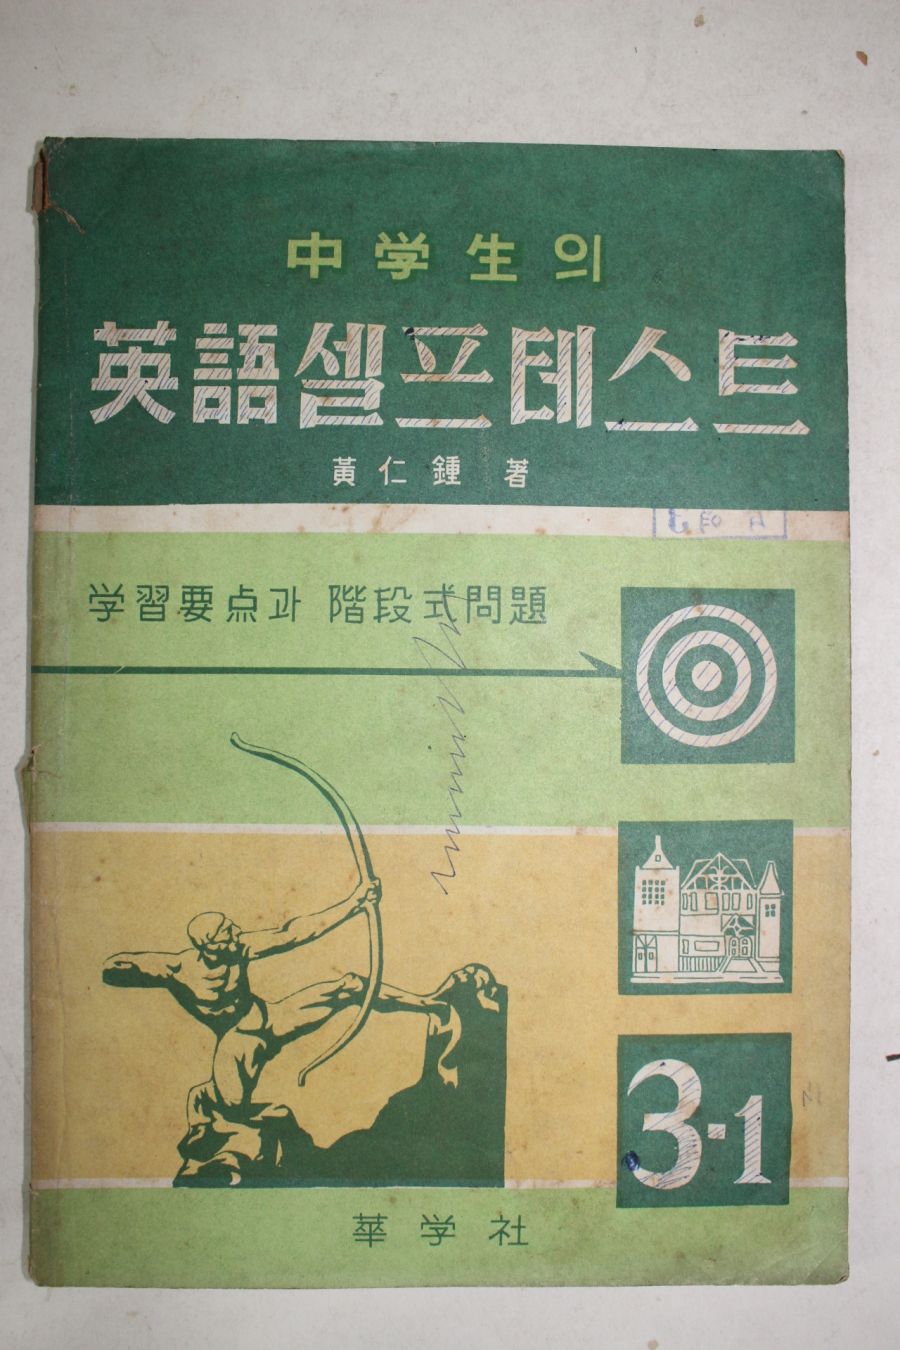 中学生의
英語셀프테스트
黃仁鍾 著
学習要点과 階段式問題
3-1
華学社